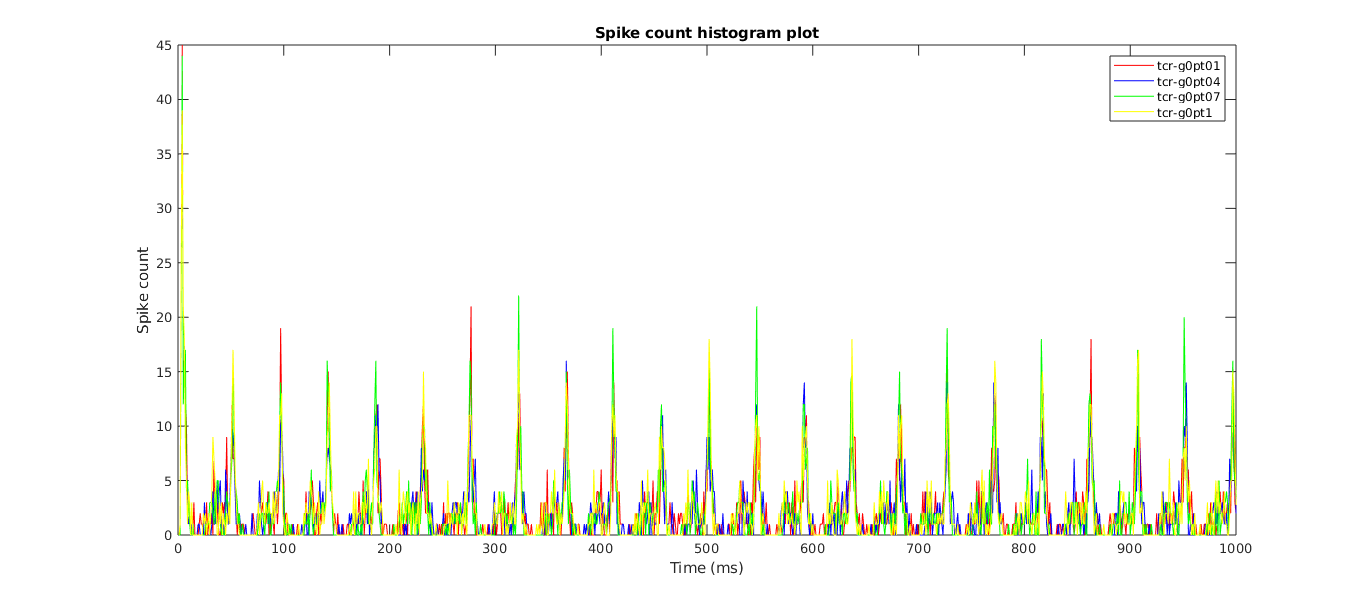 Spike count histogram plot
tcr-g0pt01
tcr-g0pt04
tcr-g0pt07
tcr-g0pt1
45
40
35
30
25
20
15
10
5
0
Spike count
0 100 200 300 400 500 600 700 800 900 1000
Time (ms)